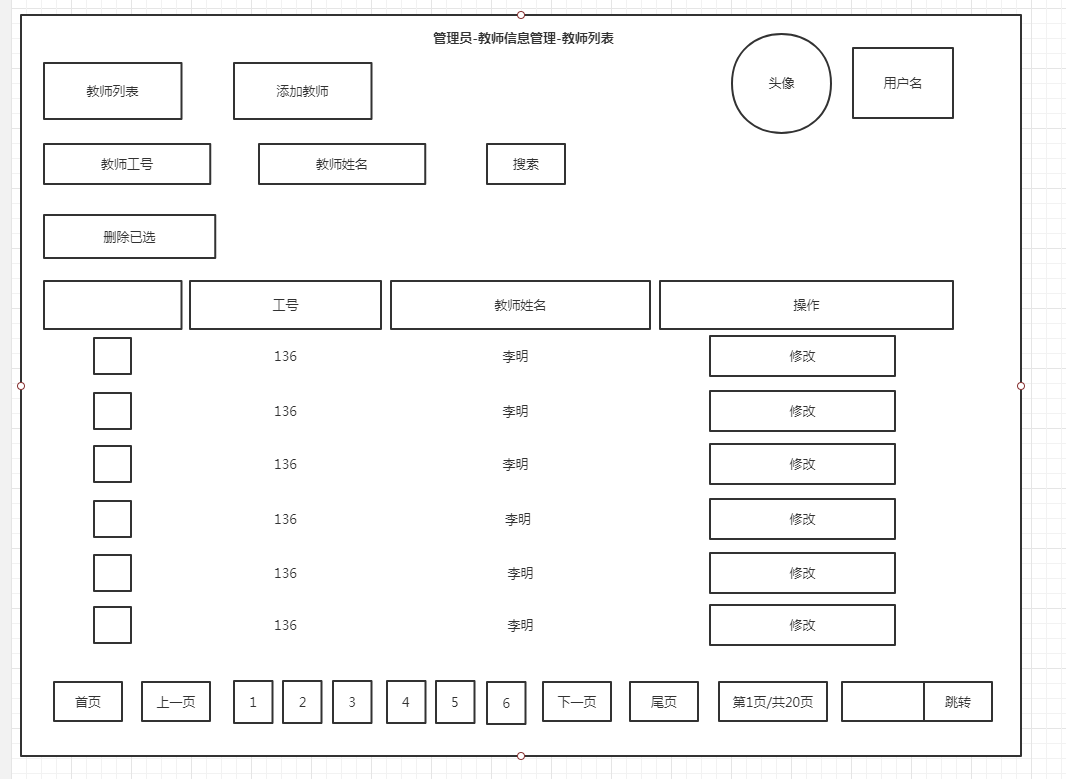 管理员-教师信息管理-教师列表
教师列表 添加教师 头像 用户名
教师工号 教师姓名 搜索
删除已选
工号 教师姓名 操作
136 李明 修改
136 李明 修改
136 李明 修改
136 李明 修改
136 李明 修改
136 李明 修改
首页 上一页 1 2 3 4 5 6 下一页 尾页 第1页/共20页 跳转